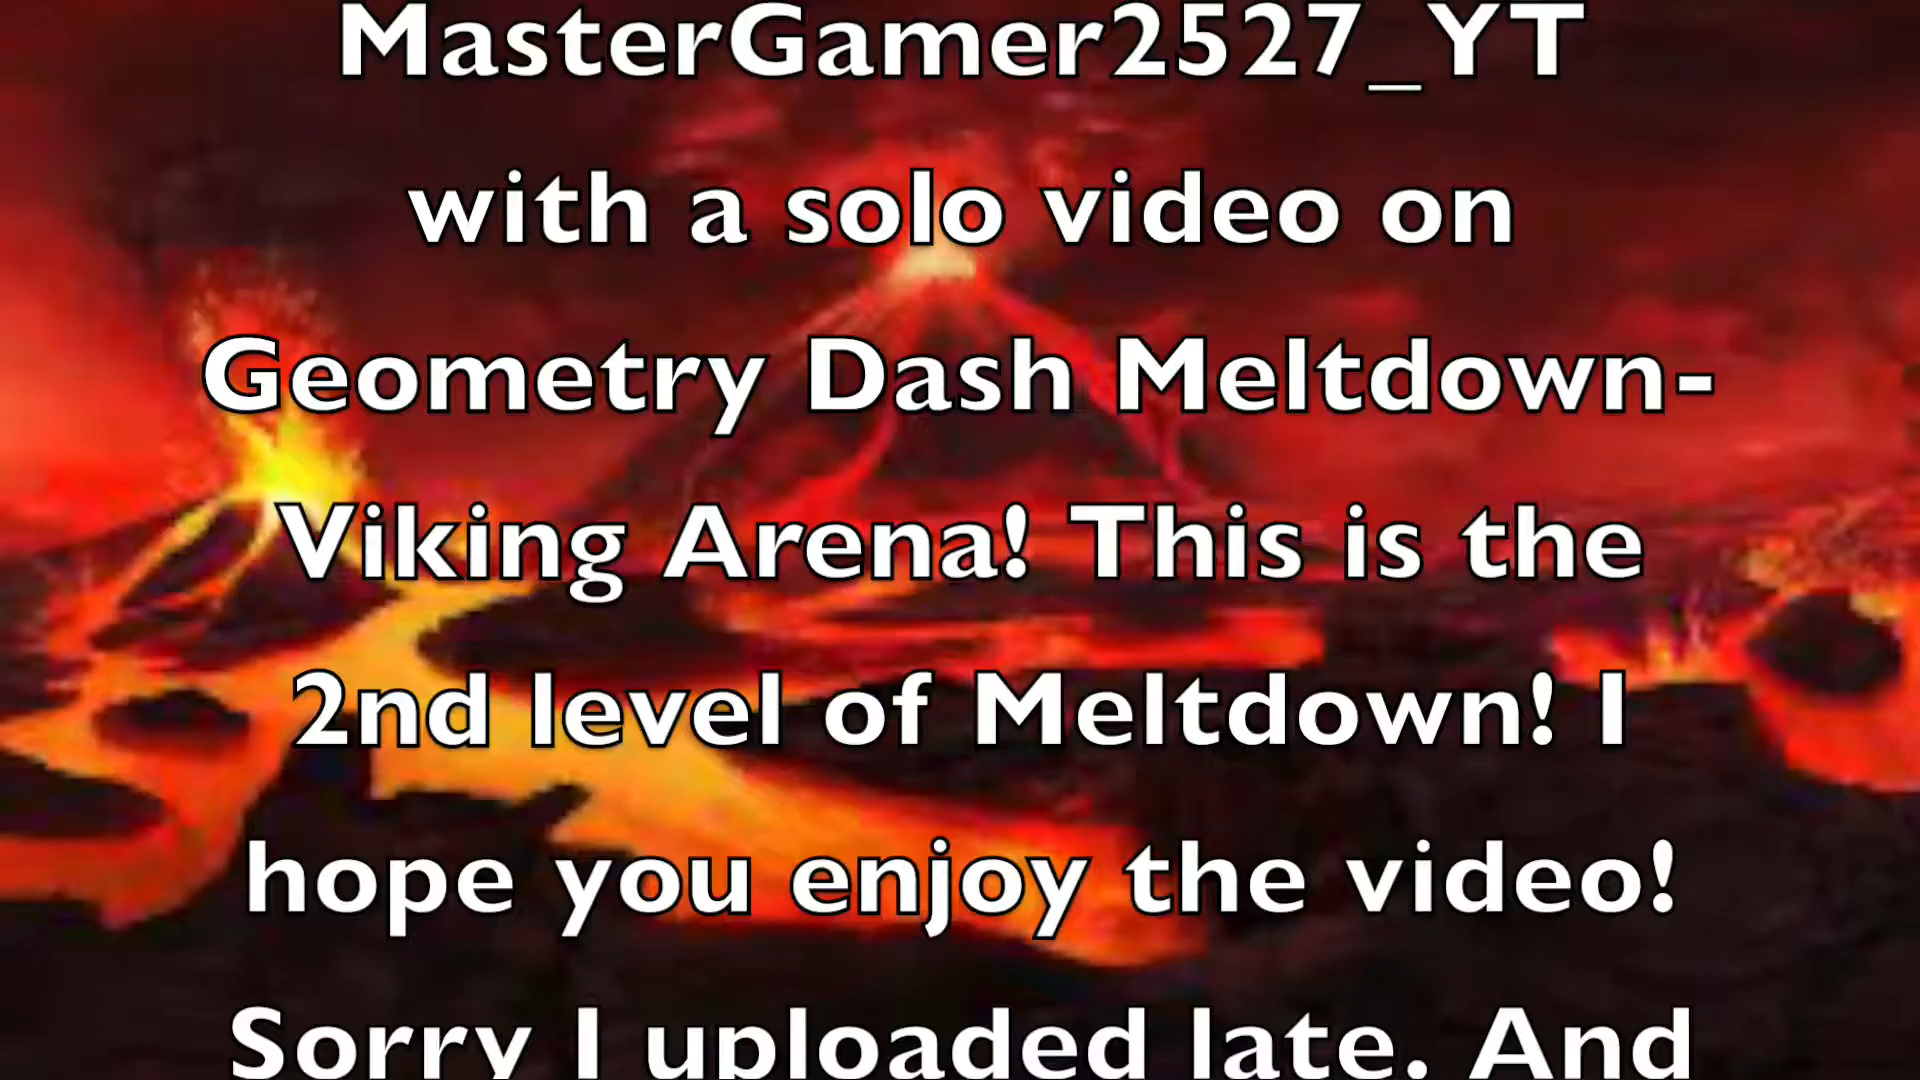 MasterGamer2527_YT
with a solo video on
Geometry Dash Meltdown-
Viking Arena! This is the
2nd level of Meltdown! I
hope you enjoy the video!
Sorry I uploaded late. And